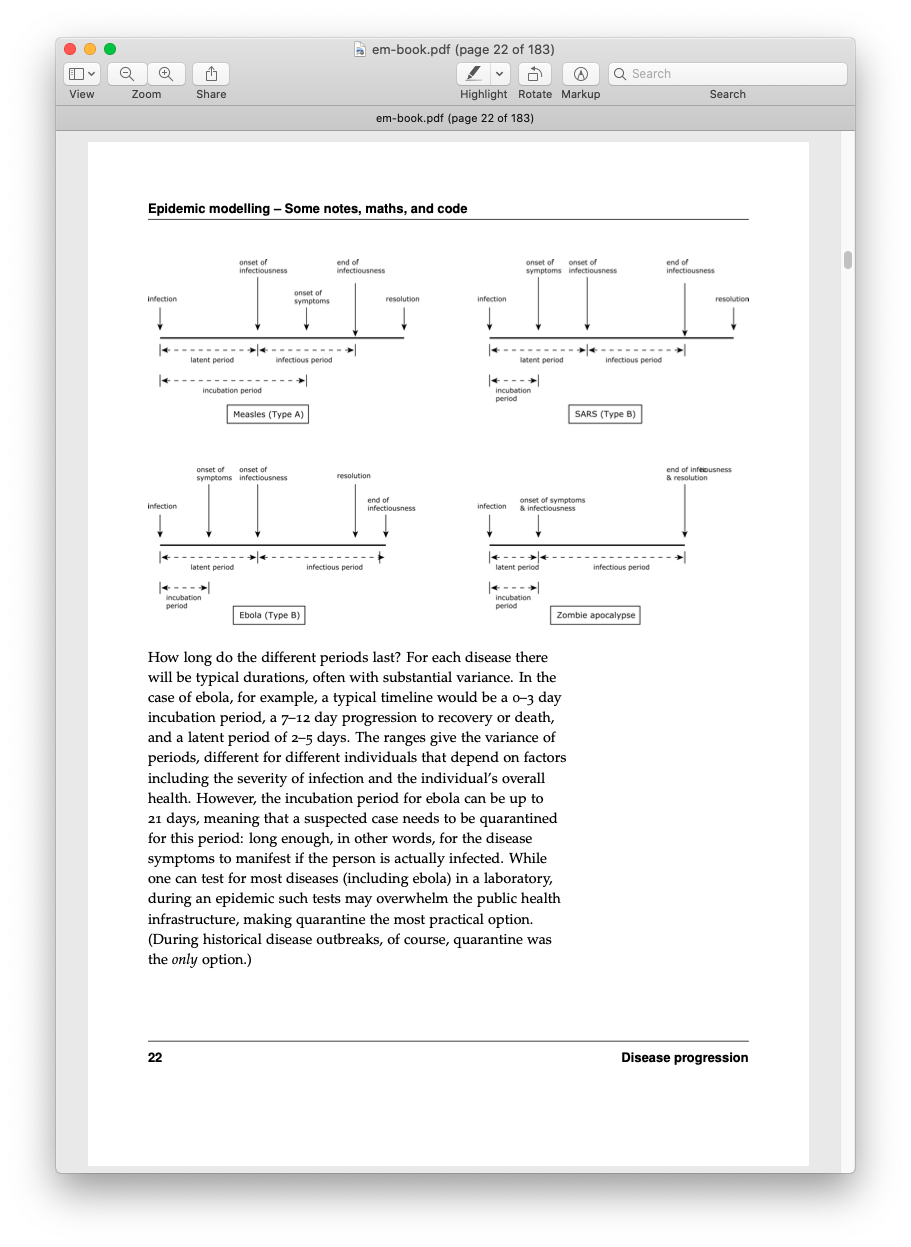 em-book.pdf (page 22 of 183)
View
Zoom
Share
Highlight
Rotate
Markup
Search
Search
em-book.pdf (page 22 of 183)
Epidemic modelling – Some notes, maths, and code
infection
onset of
infectiousness
onset of
symptoms
end of
infectiousness
resolution
latent period
infectious period
incubation period
Measles (Type A)
infection
onset of
symptoms
onset of
infectiousness
end of
infectiousness
resolution
latent period
infectious period
incubation
period
SARS (Type B)
infection
onset of
symptoms
onset of
infectiousness
resolution
end of
infectiousness
latent period
infectious period
incubation
period
Ebola (Type B)
infection
onset of symptoms
& infectiousness
end of infectiousness
& resolution
latent period
infectious period
incubation
period
Zombie apocalypse
How long do the different periods last? For each disease there
will be typical durations, often with substantial variance. In the
case of ebola, for example, a typical timeline would be a 0–3 day
incubation period, a 7–12 day progression to recovery or death,
and a latent period of 2–5 days. The ranges give the variance of
periods, different for different individuals that depend on factors
including the severity of infection and the individual's overall
health. However, the incubation period for ebola can be up to
21 days, meaning that a suspected case needs to be quarantined
for this period: long enough, in other words, for the disease
symptoms to manifest if the person is actually infected. While
one can test for most diseases (including ebola) in a laboratory,
during an epidemic such tests may overwhelm the public health
infrastructure, making quarantine the most practical option.
(During historical disease outbreaks, of course, quarantine was
the only option.)
22
Disease progression